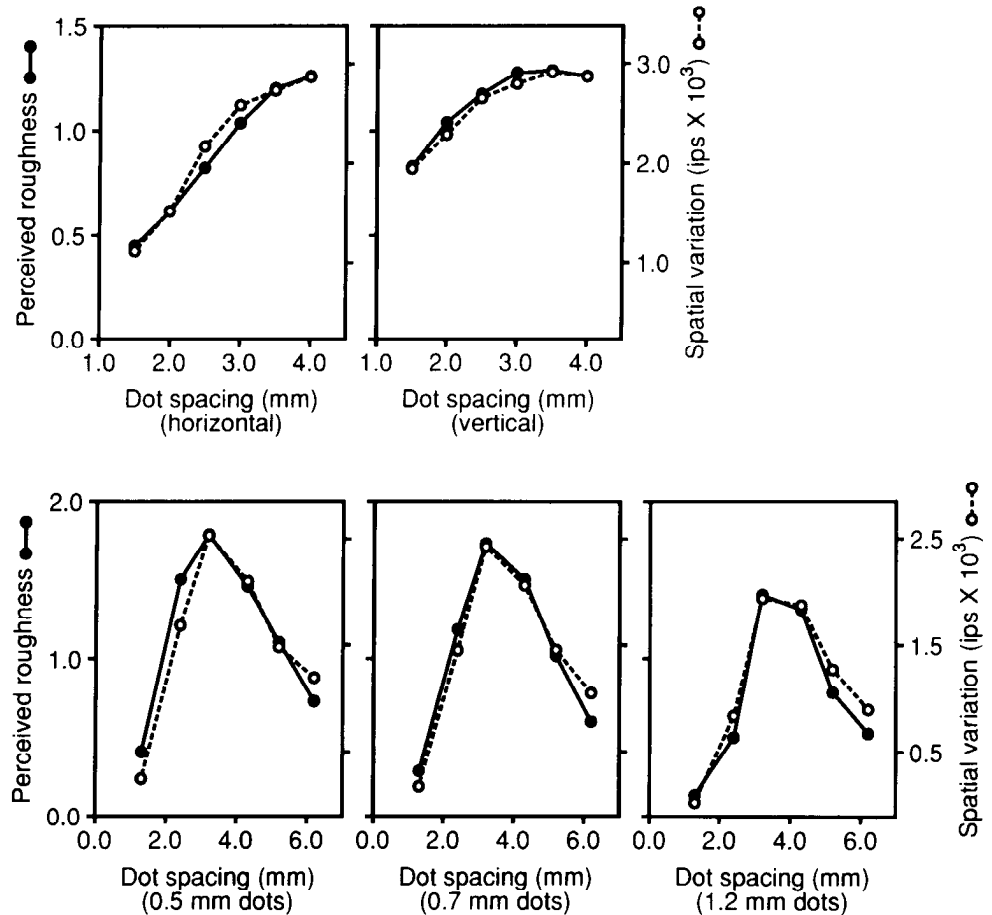 Perceived roughness
1.5
1.0
0.5
0.0
1.0 2.0 3.0 4.0
Dot spacing (mm)
(horizontal)
1.0 2.0 3.0 4.0
Dot spacing (mm)
(vertical)
3.0
2.0
1.0
Spatial variation (ips X 10³)
Perceived roughness
2.0
1.0
0.0
0.0 2.0 4.0 6.0
Dot spacing (mm)
(0.5 mm dots)
0.0 2.0 4.0 6.0
Dot spacing (mm)
(0.7 mm dots)
0.0 2.0 4.0 6.0
Dot spacing (mm)
(1.2 mm dots)
2.5
1.5
0.5
Spatial variation (ips X 10³)